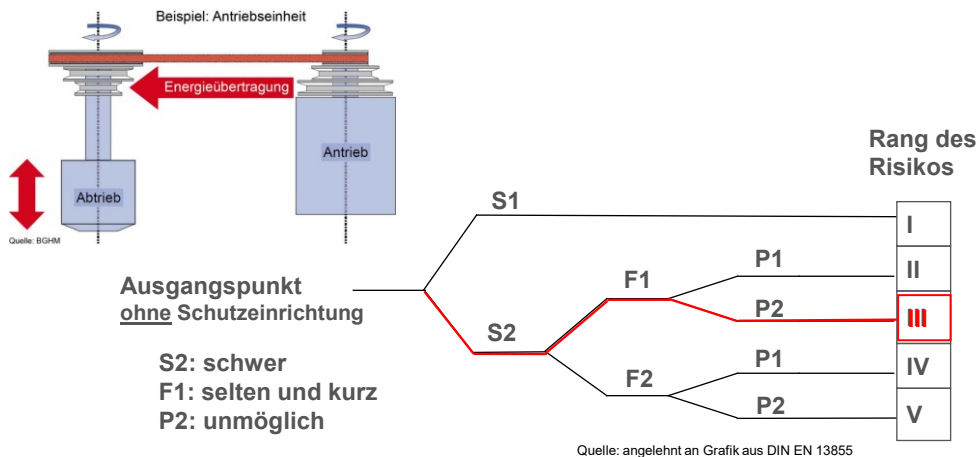 Beispiel: Antriebseinheit
Energieübertragung
Antrieb
Abtrieb
Quelle: BGHM
Rang des
Risikos
S1
I
P1
II
F1
Ausgangspunkt
ohne Schutzeinrichtung
P2
III
S2
S2: schwer
F1: selten und kurz
P2: unmöglich
P1
IV
F2
P2
V
Quelle: angelehnt an Grafik aus DIN EN 13855